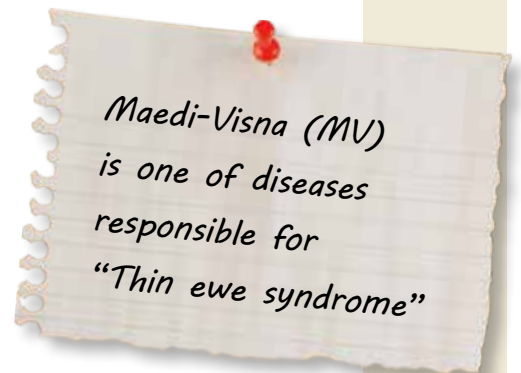 Maedi-Visna (MV)
is one of diseases
responsible for
“Thin ewe syndrome”